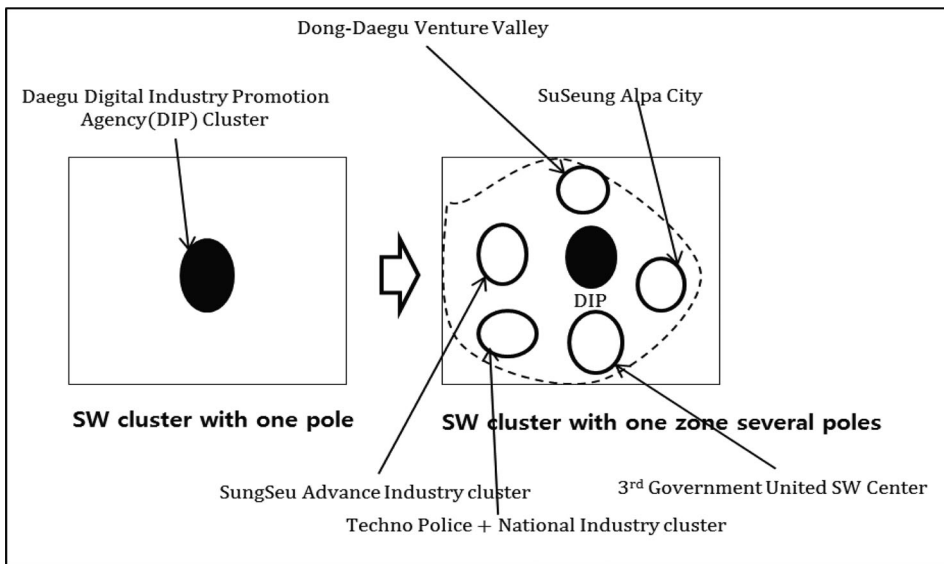 Dong-Daegu Venture Valley
Daegu Digital Industry Promotion
Agency(DIP) Cluster
SuSeung Alpa City
DIP
SW cluster with one pole
SW cluster with one zone several poles
SungSeu Advance Industry cluster
3rd Government United SW Center
Techno Police + National Industry cluster